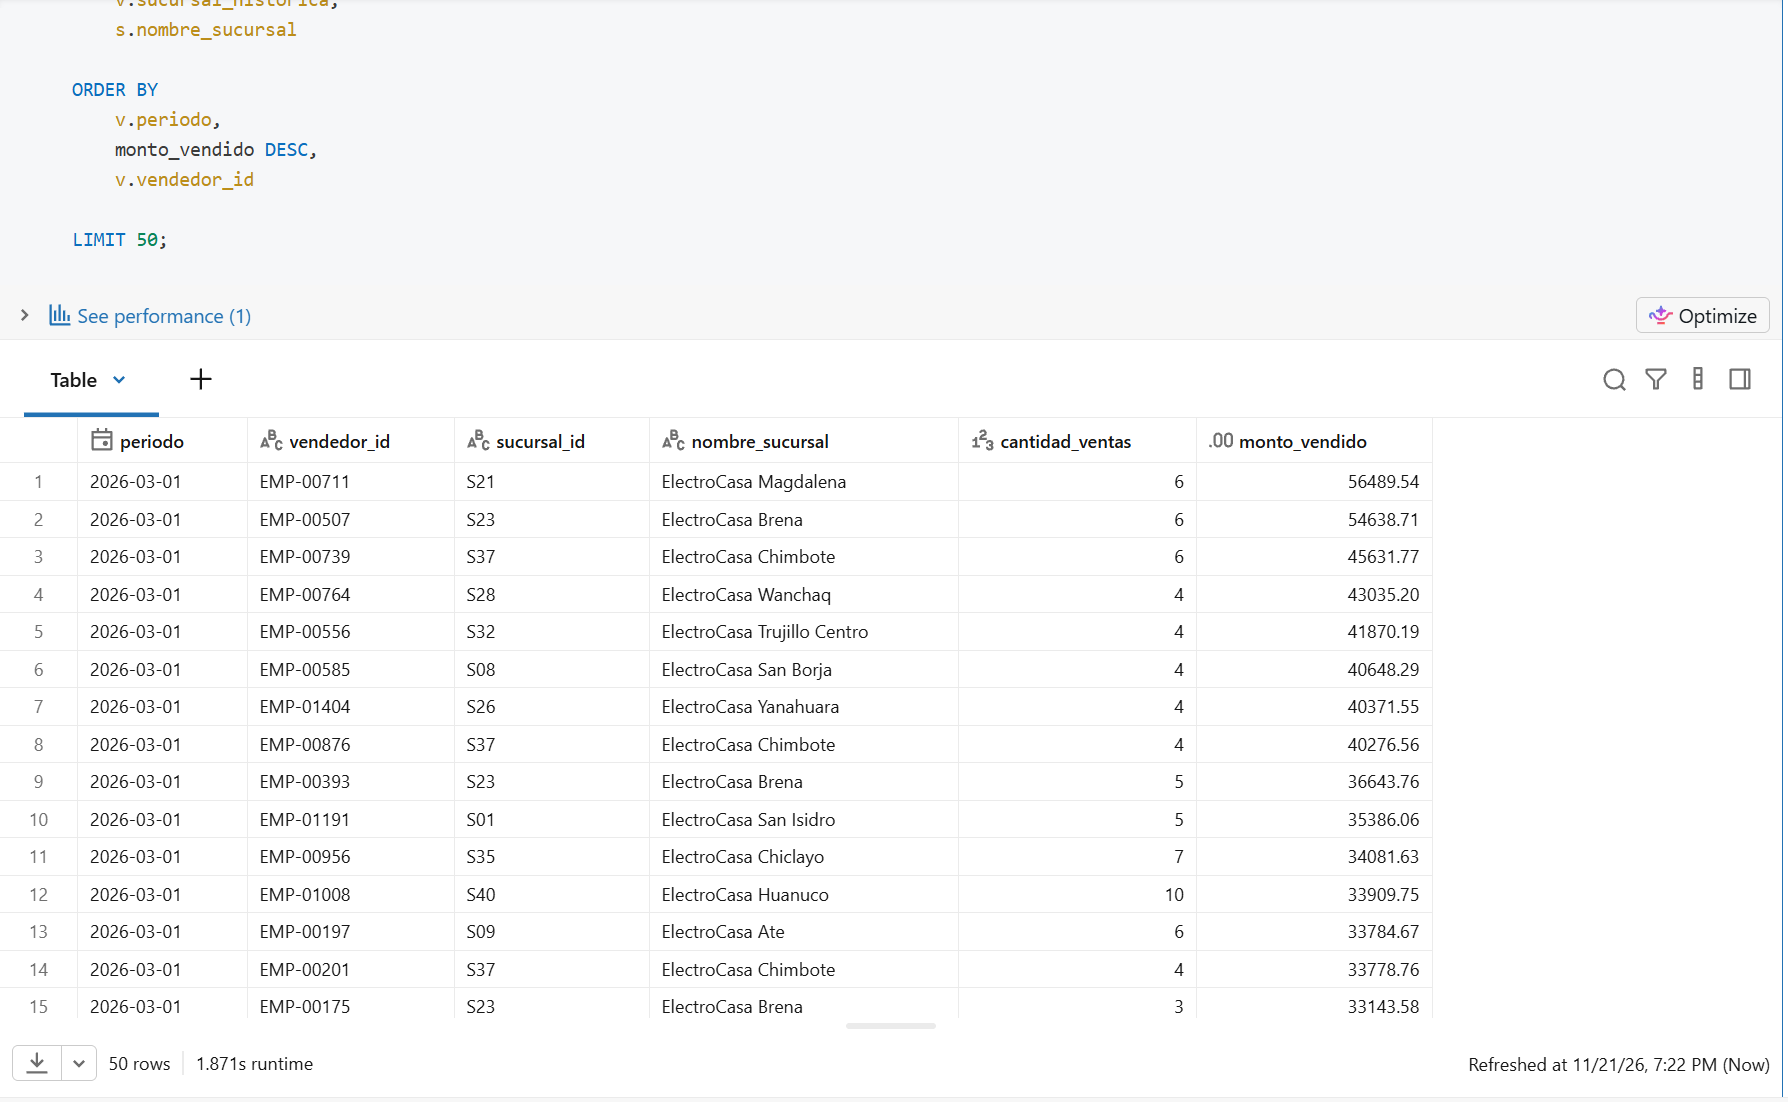 v.sucursal_historica,
s.nombre_sucursal
ORDER BY
v.periodo,
monto_vendido DESC,
v.vendedor_id
LIMIT 50;
See performance (1)
Optimize
Table
periodo vendedor_id sucursal_id nombre_sucursal cantidad_ventas monto_vendido
1 2026-03-01 EMP-00711 S21 ElectroCasa Magdalena 6 56489.54
2 2026-03-01 EMP-00507 S23 ElectroCasa Brena 6 54638.71
3 2026-03-01 EMP-00739 S37 ElectroCasa Chimbote 6 45631.77
4 2026-03-01 EMP-00764 S28 ElectroCasa Wanchaq 4 43035.20
5 2026-03-01 EMP-00556 S32 ElectroCasa Trujillo Centro 4 41870.19
6 2026-03-01 EMP-00585 S08 ElectroCasa San Borja 4 40648.29
7 2026-03-01 EMP-01404 S26 ElectroCasa Yanahuara 4 40371.55
8 2026-03-01 EMP-00876 S37 ElectroCasa Chimbote 4 40276.56
9 2026-03-01 EMP-00393 S23 ElectroCasa Brena 5 36643.76
10 2026-03-01 EMP-01191 S01 ElectroCasa San Isidro 5 35386.06
11 2026-03-01 EMP-00956 S35 ElectroCasa Chiclayo 7 34081.63
12 2026-03-01 EMP-01008 S40 ElectroCasa Huanuco 10 33909.75
13 2026-03-01 EMP-00197 S09 ElectroCasa Ate 6 33784.67
14 2026-03-01 EMP-00201 S37 ElectroCasa Chimbote 4 33778.76
15 2026-03-01 EMP-00175 S23 ElectroCasa Brena 3 33143.58
50 rows 1.871s runtime
Refreshed at 11/21/26, 7:22 PM (Now)